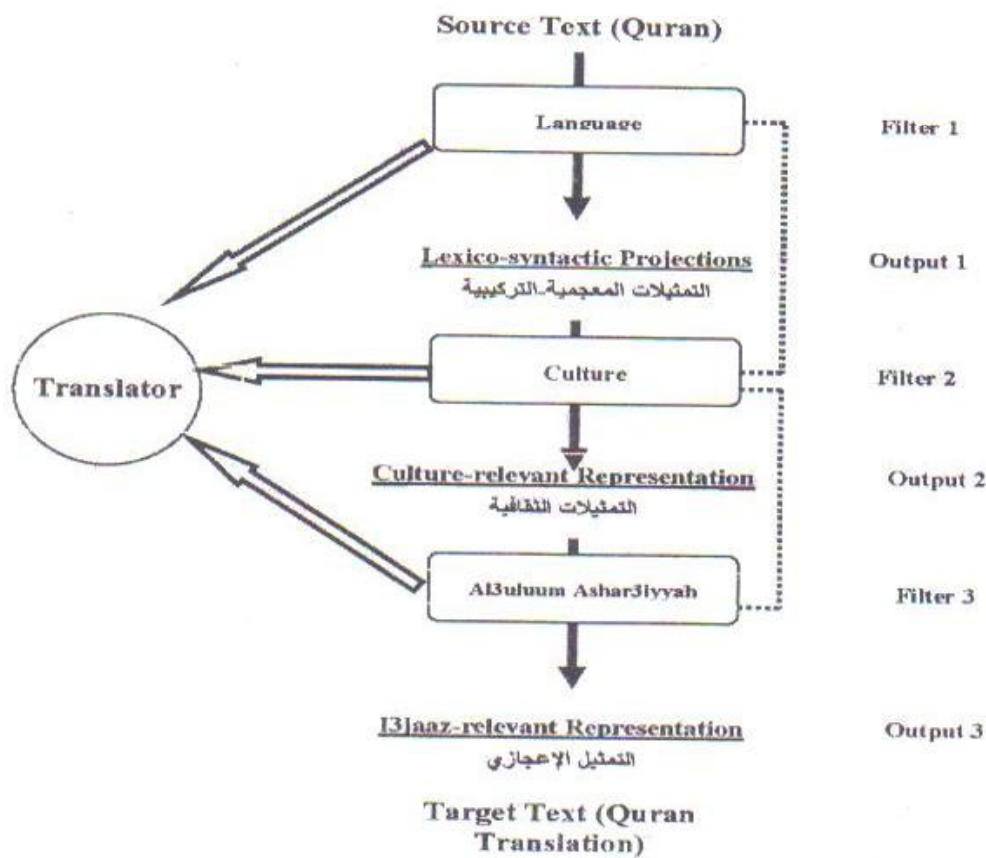 Source Text (Quran)
Language
Filter 1
Lexico-syntactic Projections
Output 1
التمثيلات المعجمية-التركيبية
Translator
Culture
Filter 2
Culture-relevant Representation
Output 2
التمثيلات الثقافية
Al3uluum Ashar3iyyah
Filter 3
I3jaaz-relevant Representation
Output 3
التمثيل الإعجازي
Target Text (Quran
Translation)